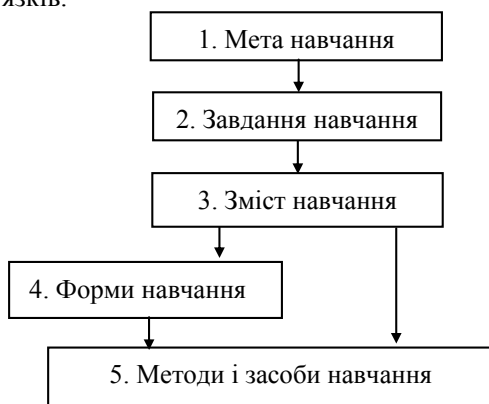 язків.
1. Мета навчання
2. Завдання навчання
3. Зміст навчання
4. Форми навчання
5. Методи і засоби навчання